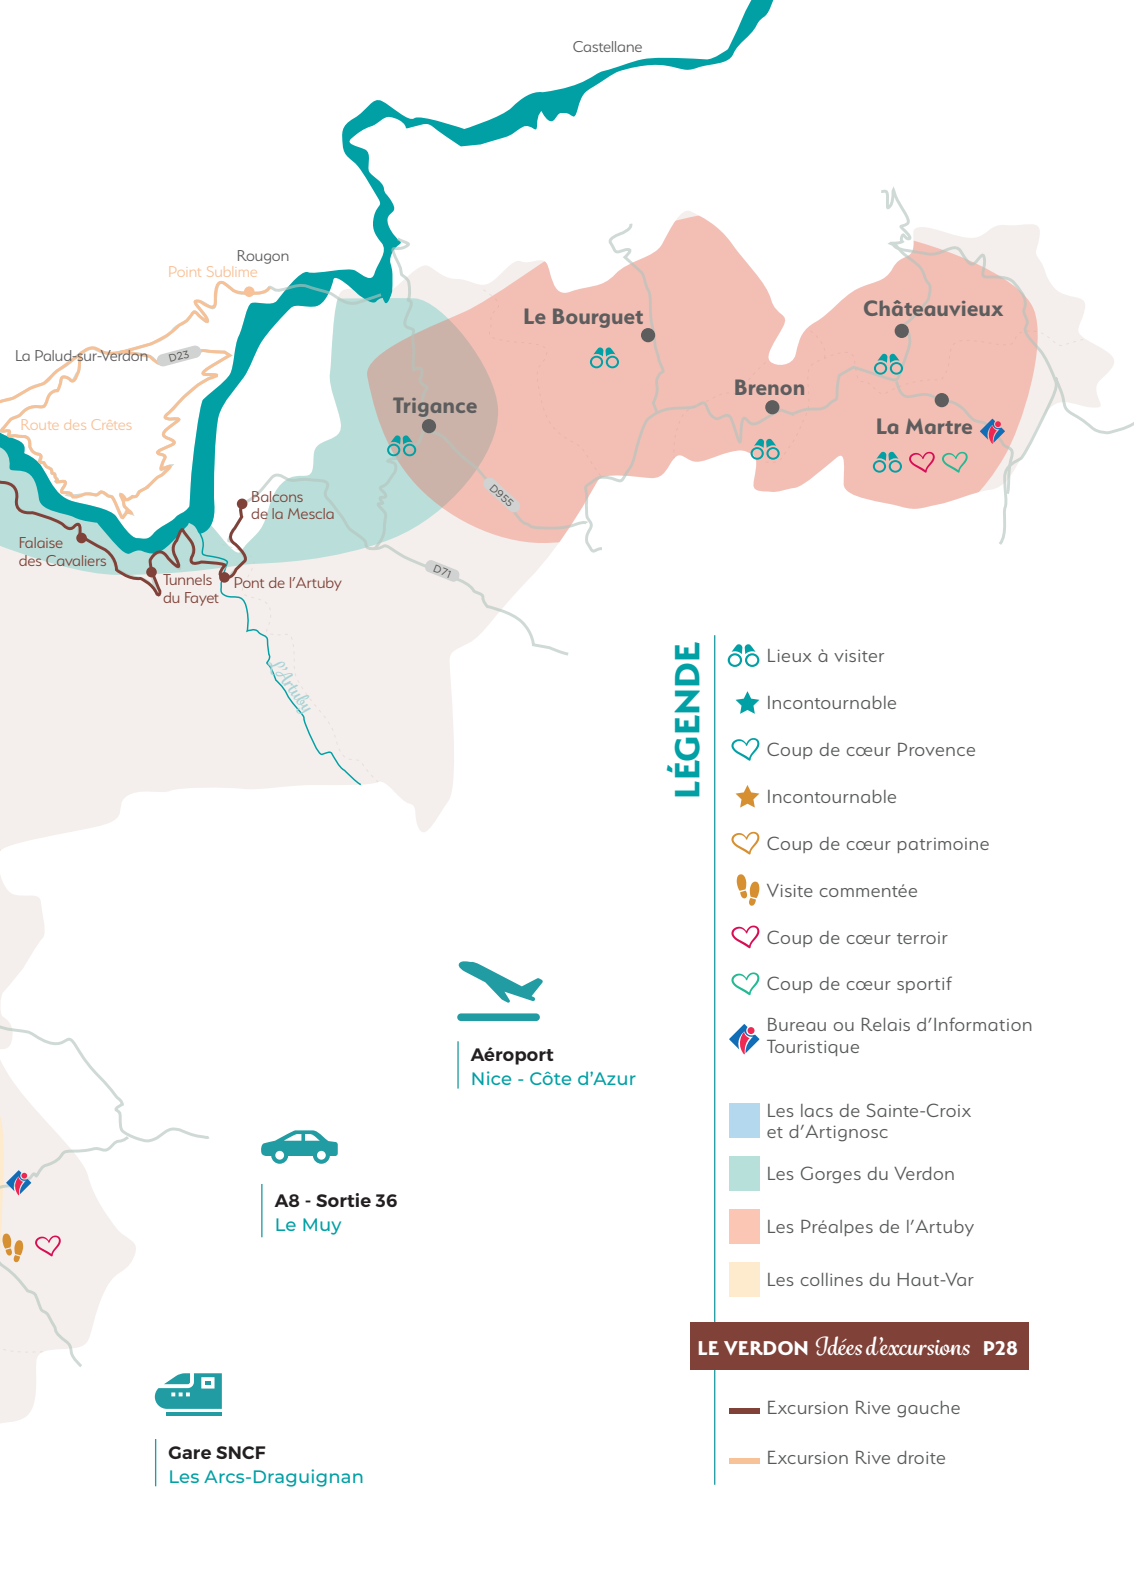 Castellane
Rougon
Point Sublime
La Palud-sur-Verdon
D23
Route des Crêtes
Le Bourguet
Châteauvieux
Brenon
Trigance
La Martre
D955
Balcons
de la Mescla
Falaise
des Cavaliers
Tunnels
du Fayet
Pont de l'Artuby
D71
L'Artuby
LÉGENDE
Lieux à visiter
Incontournable
Coup de cœur Provence
Incontournable
Coup de cœur patrimoine
Visite commentée
Coup de cœur terroir
Coup de cœur sportif
Bureau ou Relais d'Information
Touristique
Les lacs de Sainte-Croix
et d'Artignosc
Les Gorges du Verdon
Les Préalpes de l'Artuby
Les collines du Haut-Var
LE VERDON Idées d'excursions P28
Excursion Rive gauche
Excursion Rive droite
Aéroport
Nice - Côte d'Azur
A8 - Sortie 36
Le Muy
Gare SNCF
Les Arcs-Draguignan